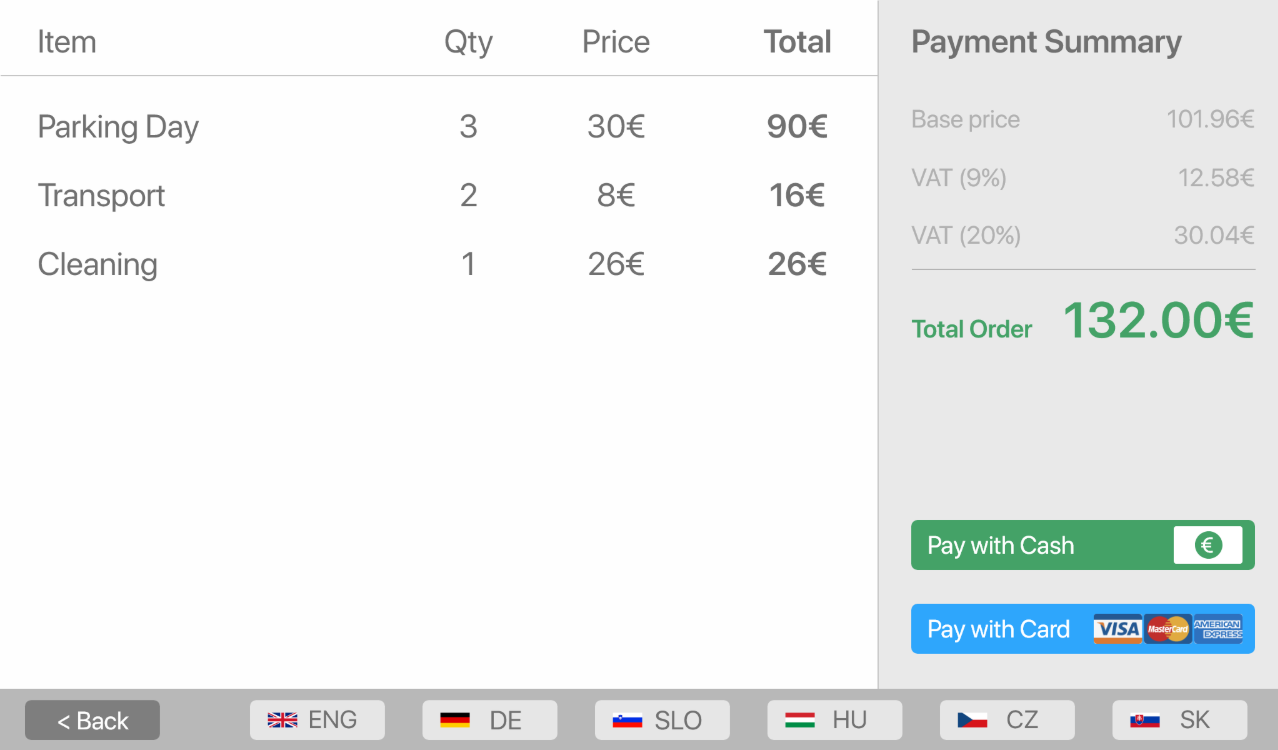 Item Qty Price Total
Parking Day 3 30€ 90€
Transport 2 8€ 16€
Cleaning 1 26€ 26€
Payment Summary
Base price 101.96€
VAT (9%) 12.58€
VAT (20%) 30.04€
Total Order 132.00€
Pay with Cash €
Pay with Card VISA MasterCard AMERICAN EXPRESS
< Back ENG DE SLO HU CZ SK